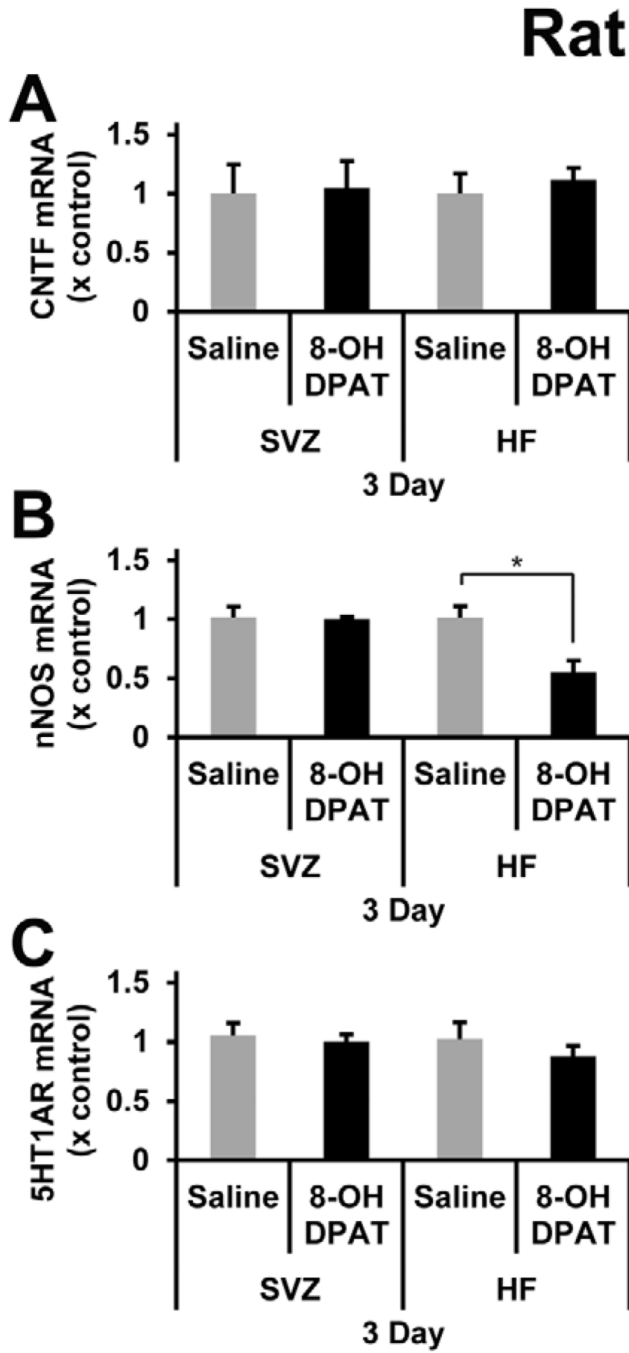 Rat
A
CNTF mRNA
(x control)
1.5
1
0.5
0
Saline
8-OH
DPAT
Saline
8-OH
DPAT
SVZ
HF
3 Day
B
nNOS mRNA
(x control)
1.5
1
0.5
0
*
Saline
8-OH
DPAT
Saline
8-OH
DPAT
SVZ
HF
3 Day
C
5HT1AR mRNA
(x control)
1.5
1
0.5
0
Saline
8-OH
DPAT
Saline
8-OH
DPAT
SVZ
HF
3 Day